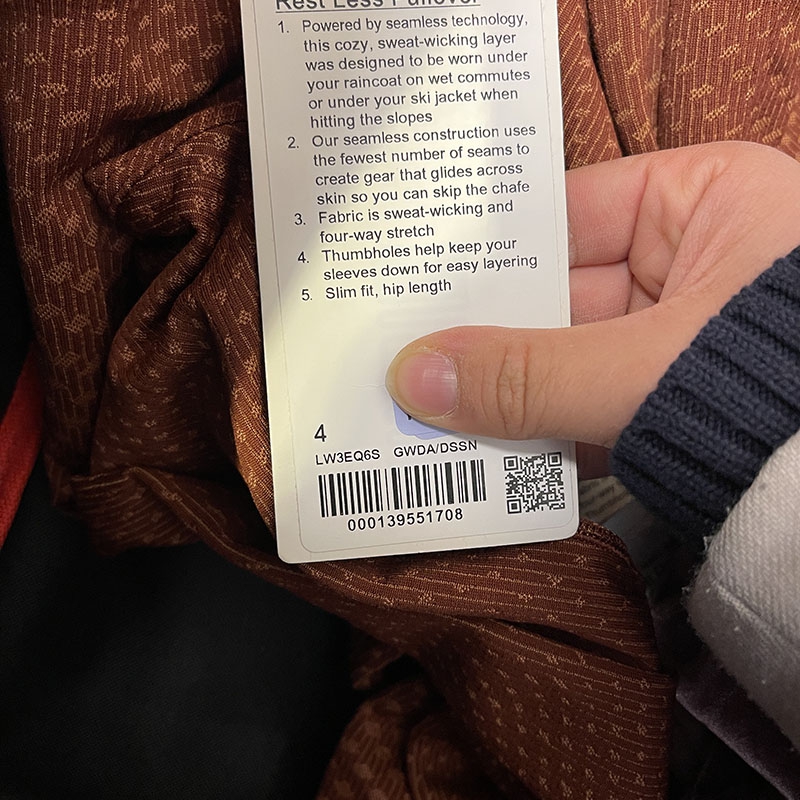 Rest Less Pullover
1. Powered by seamless technology,
this cozy, sweat-wicking layer
was designed to be worn under
your raincoat on wet commutes
or under your ski jacket when
hitting the slopes
2. Our seamless construction uses
the fewest number of seams to
create gear that glides across
skin so you can skip the chafe
3. Fabric is sweat-wicking and
four-way stretch
4. Thumbholes help keep your
sleeves down for easy layering
5. Slim fit, hip length
4
LW3EQ6S GWDA/DSSN
000139551708